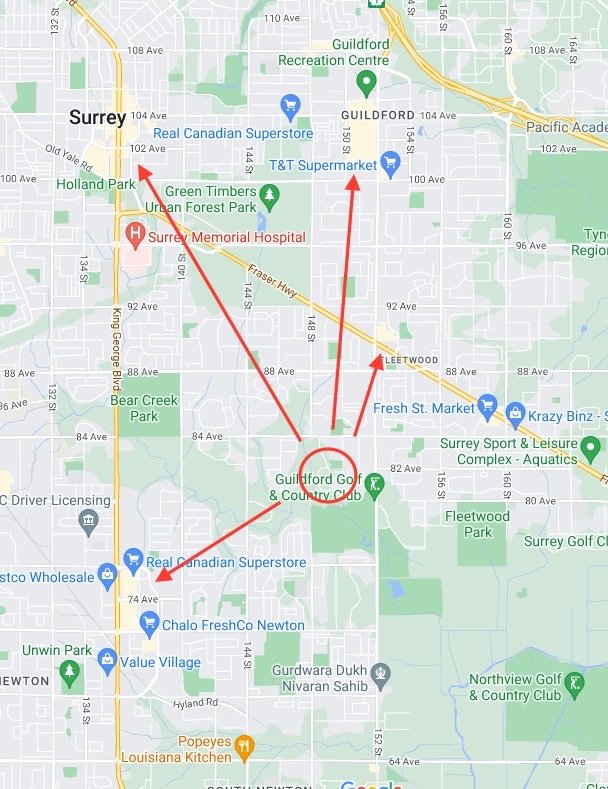 160 St
164 St
Guildford
Recreation Centre
110 Ave
108 Ave
108 Ave
Surrey
104 Ave
GUILDFORD
104 Ave
Real Canadian Superstore
150 St
154 St
Pacific Acade
Old Yale Rd
102 Ave
144 St
T&T Supermarket
Holland Park
100 Ave
100 Ave
Green Timbers
Urban Forest Park
160 St
Surrey Memorial Hospital
96 Ave
Tyne
Region
134 St
140 St
Fraser Hwy
144 St
92 Ave
92 Ave
King George Blvd
148 St
FLEETWOOD
88 Ave
88 Ave
88 Ave
88 Ave
132 St
Bear Creek
Park
Fresh St. Market
Krazy Binz - S
84 Ave
84 Ave
Surrey Sport & Leisure
Complex - Aquatics
82 Ave
Guildford Golf
& Country Club
156 St
160 St
C Driver Licensing
80 Ave
Fleetwood
Park
Surrey Golf Cl
Real Canadian Superstore
ostco Wholesale
74 Ave
Chalo FreshCo Newton
Unwin Park
Value Village
144 St
Gurdwara Dukh
Nivaran Sahib
Northview Golf
& Country Club
NEWTON
134 St
Hyland Rd
152 St
Popeyes
Louisiana Kitchen
64 Ave
64 Ave
SOUTH NEWTON
Google